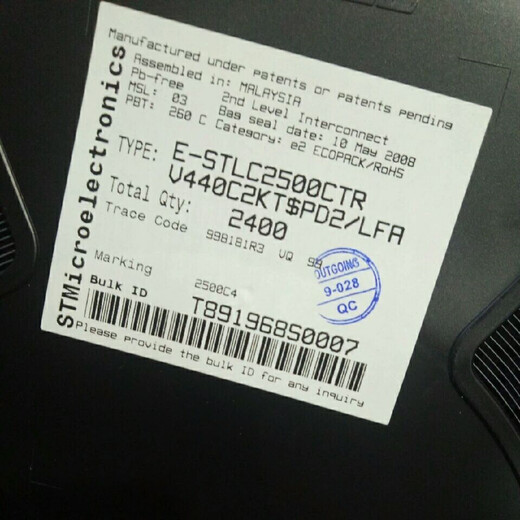 STMicroelectronics
Manufactured under patents or patents pending
Assembled in: MALAYSIA
Pb-free 2nd Level Interconnect
MSL: 03 Bag seal date: 10 May 2008
PBT: 260 C Category: e2 ECOPACK/RoHS
TYPE: E-STLC2500CTR
V440C2KT$PD2/LFA
Total Qty: 2400
Trace Code 998181R3 VQ
Marking 2500C4
Bulk ID T89196850007
Please provide the bulk ID for any inquiry
OUTGOING
9-028
QC